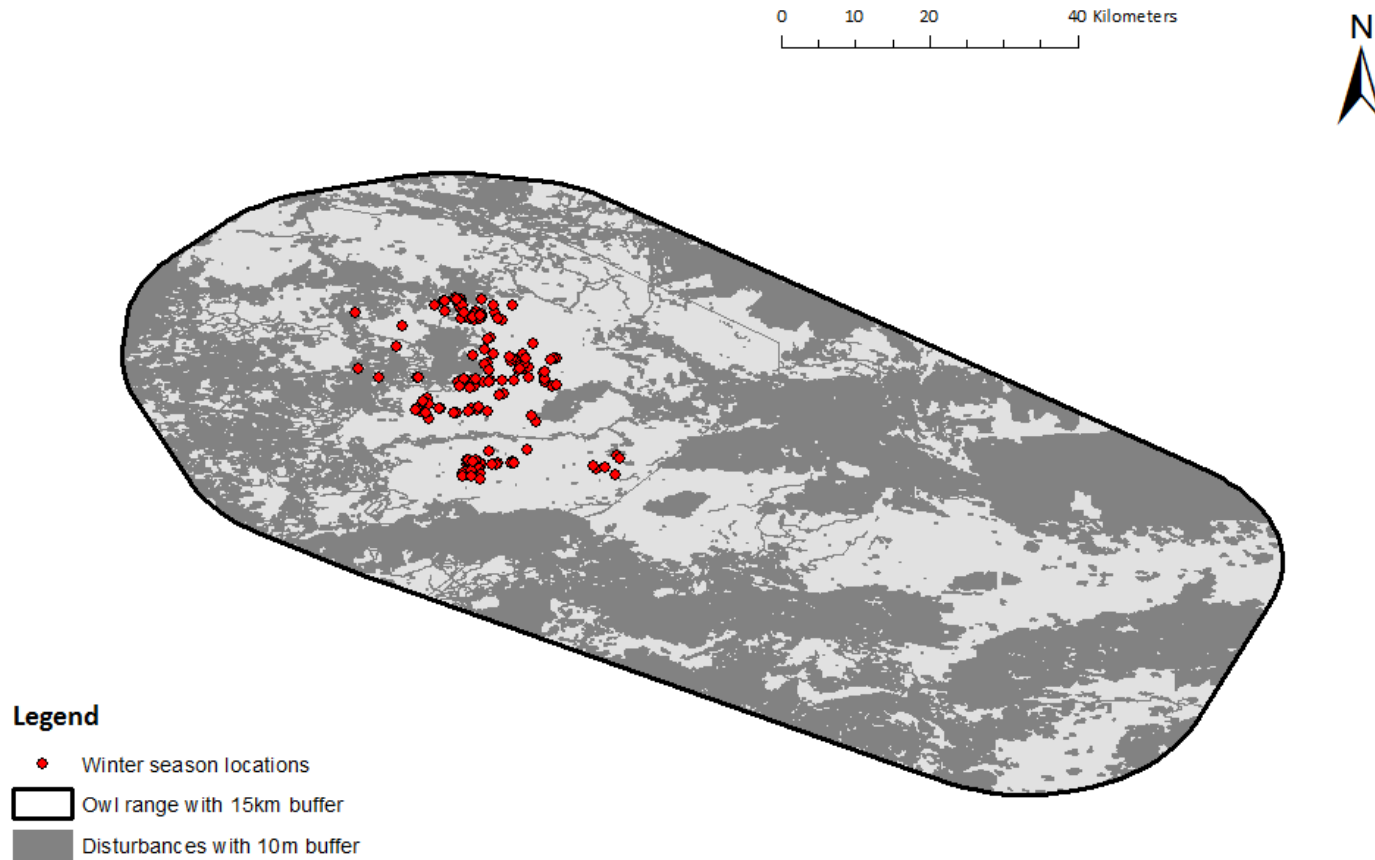 0 10 20 40 Kilometers
N
Legend
Winter season locations
Owl range with 15km buffer
Disturbances with 10m buffer